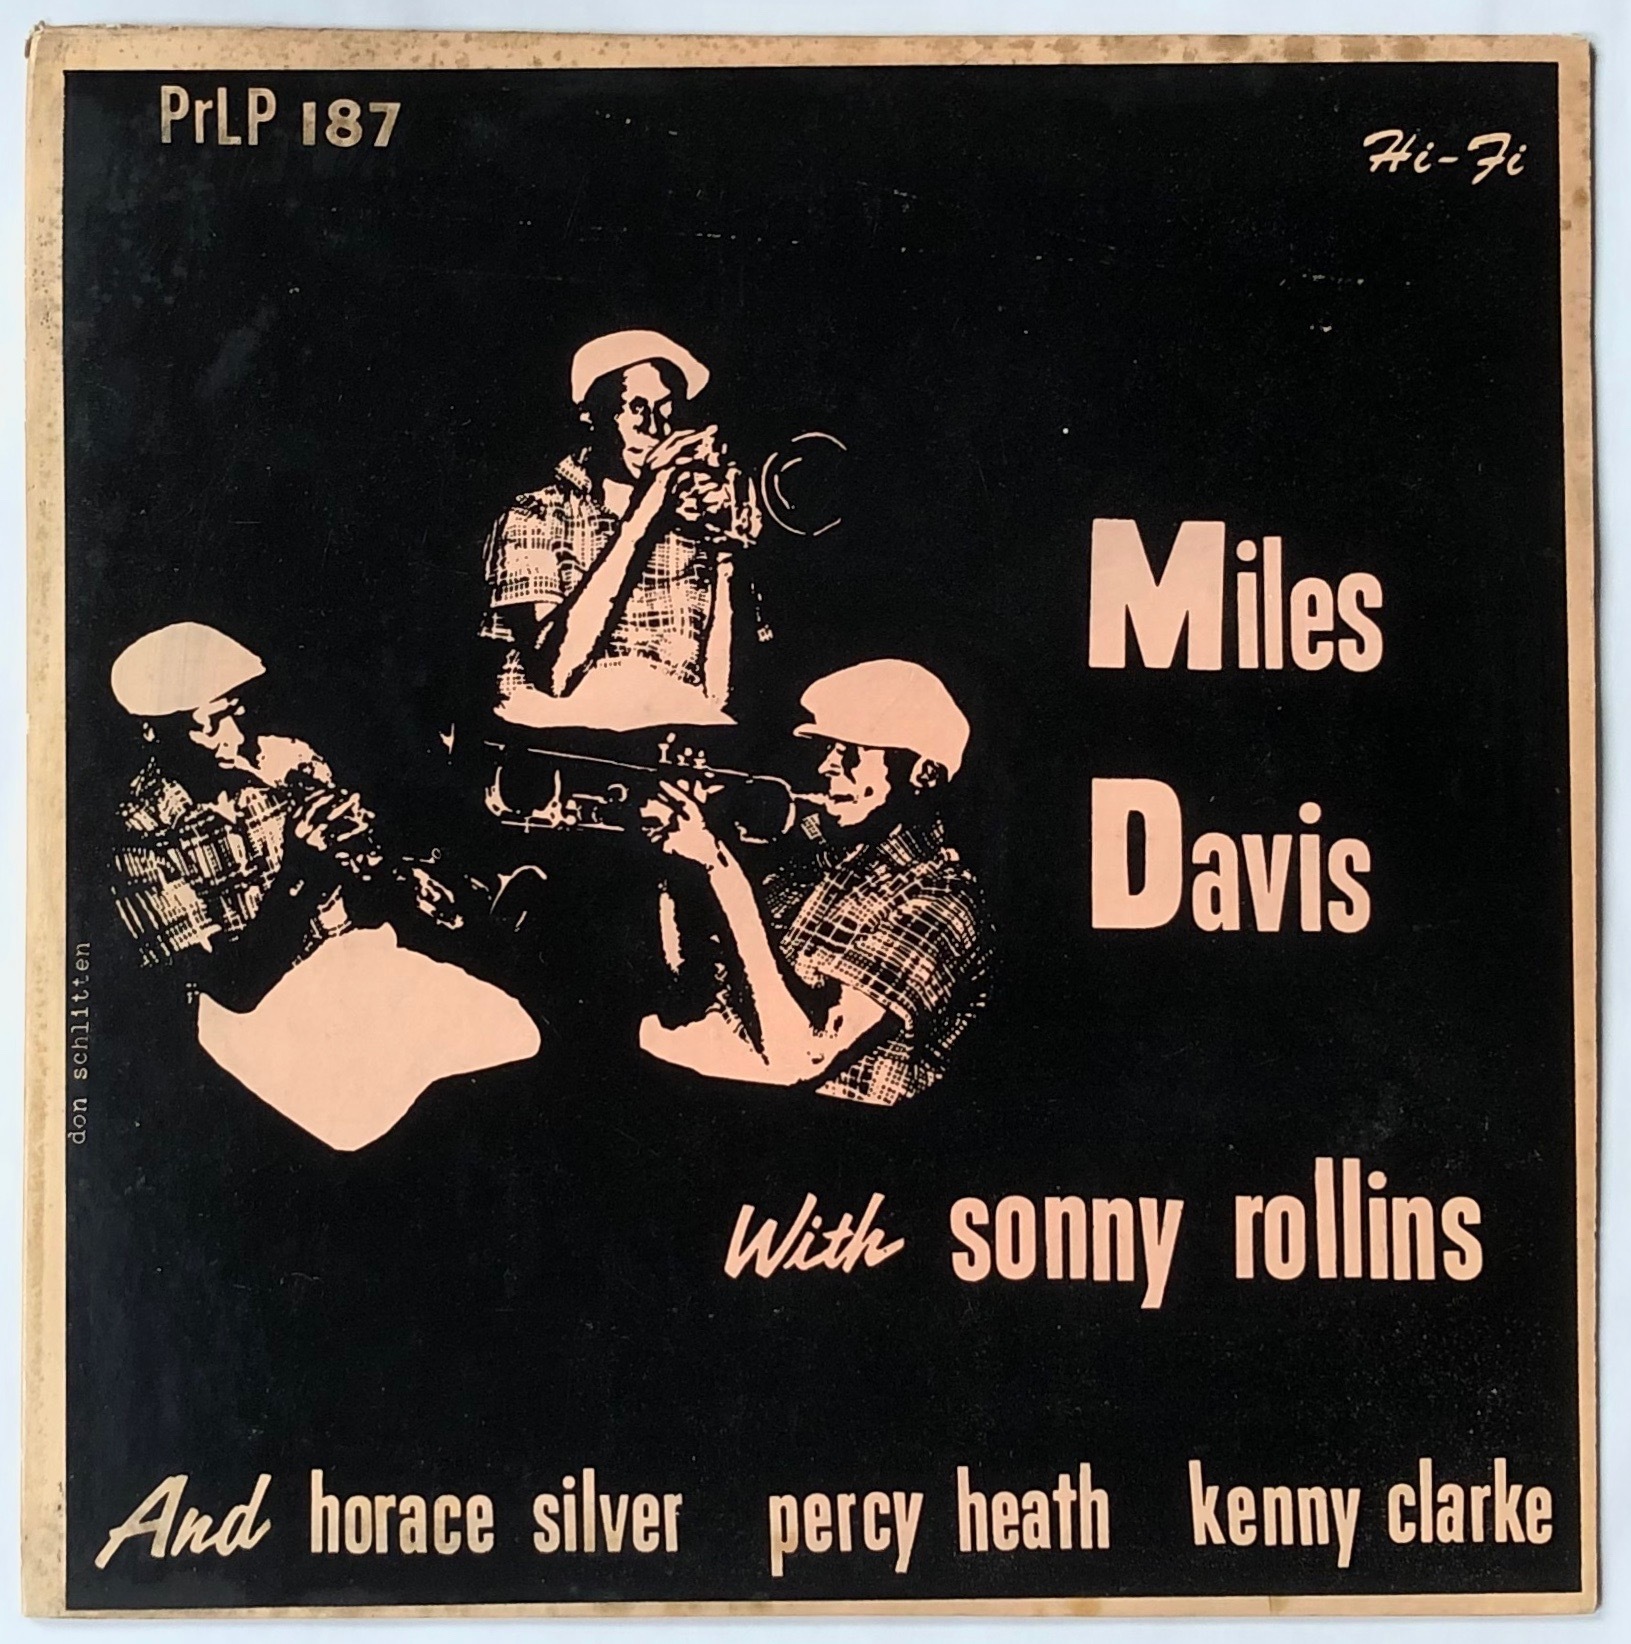 PrLP 187
Hi-Fi
Miles
Davis
don schlitten
With sonny rollins
And horace silver percy heath kenny clarke